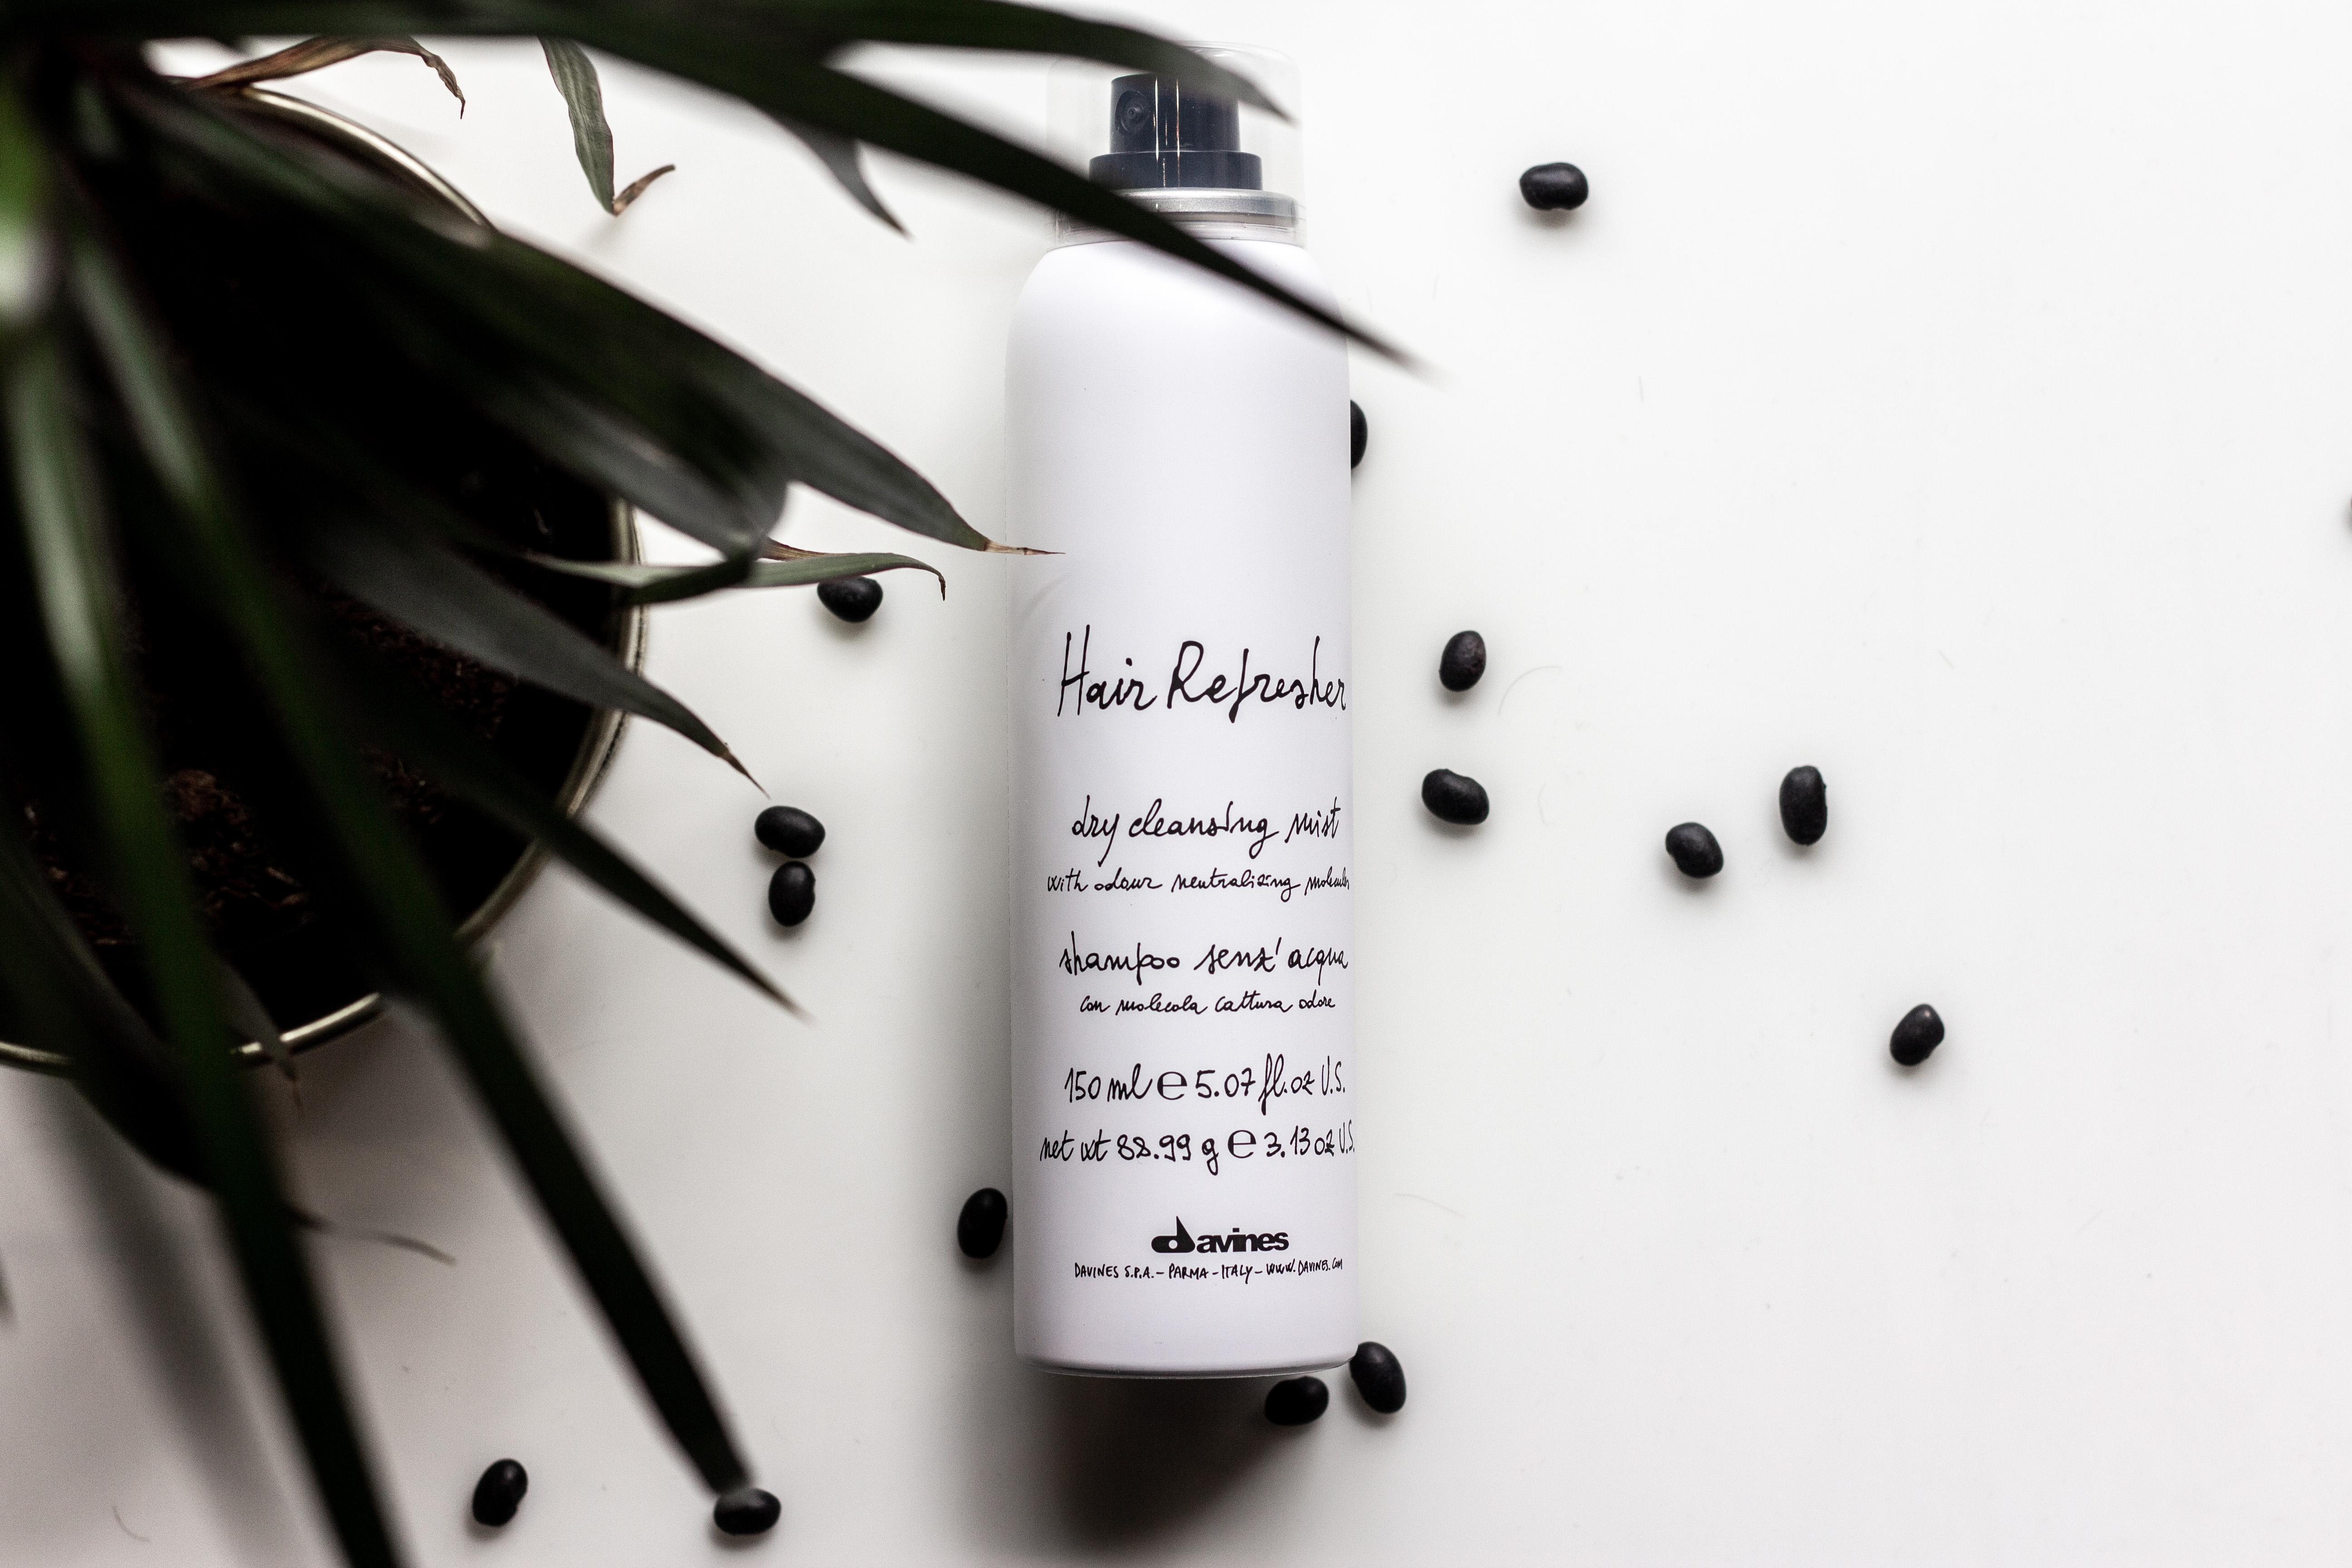 Hair Refresher
dry cleansing mist
with odour neutralizing molecules
shampoo senz' acqua
con molecola cattura odore
150 ml e 5.07 fl.oz U.S.
net wt 88.99 g e 3.13 oz U.S.
davines
DAVINES S.P.A. - PARMA - ITALY - WWW.DAVINES.COM